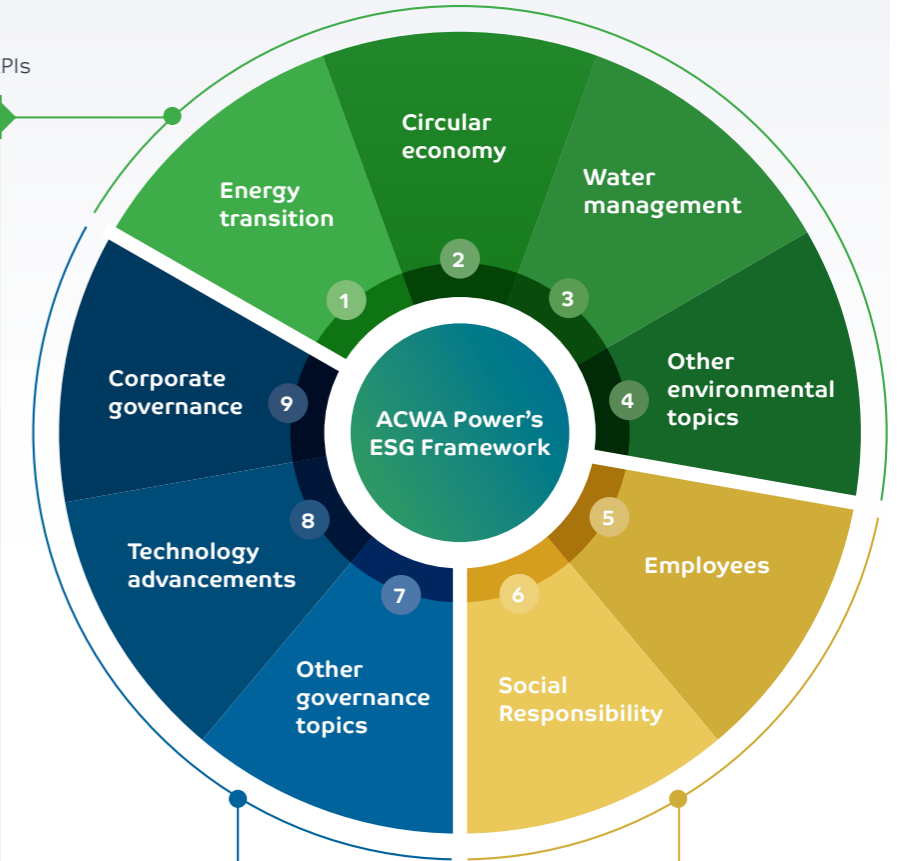 PIs
Circular
economy
Energy
transition
Water
management
2
1
3
Other
environmental
topics
Corporate
governance
9
4
ACWA Power's
ESG Framework
8
5
Technology
advancements
Employees
7
6
Other
governance
topics
Social
Responsibility